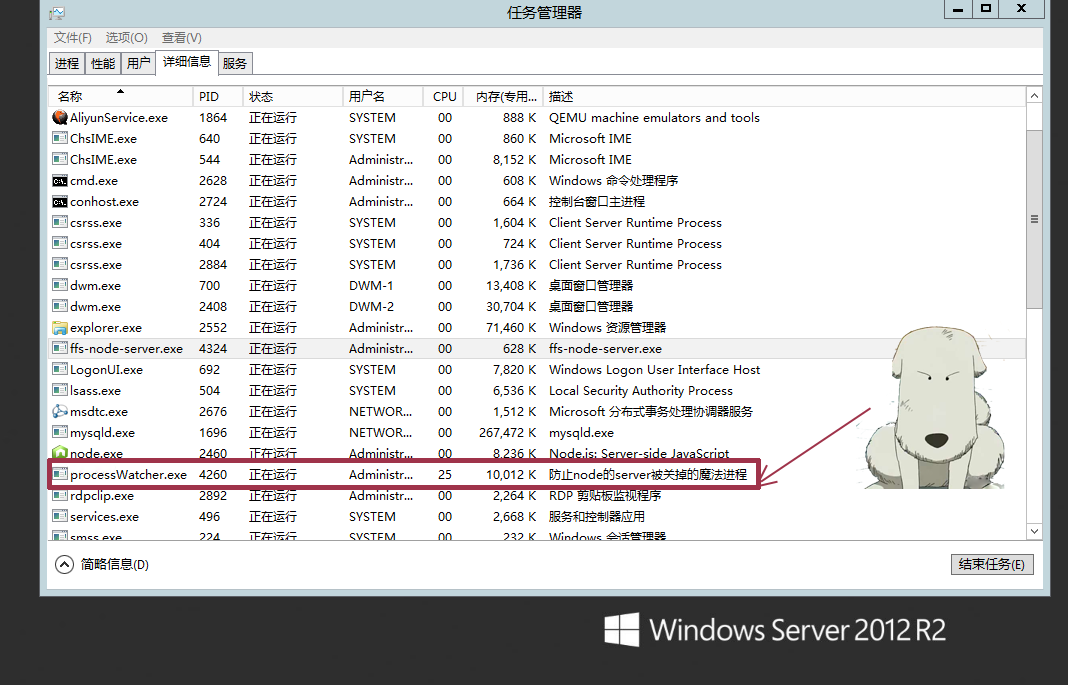 任务管理器
文件(F) 选项(O) 查看(V)
进程 性能 用户 详细信息 服务
名称 PID 状态 用户名 CPU 内存(专用... 描述
AliyunService.exe 1864 正在运行 SYSTEM 00 888 K QEMU machine emulators and tools
ChsIME.exe 640 正在运行 SYSTEM 00 860 K Microsoft IME
ChsIME.exe 544 正在运行 Administr... 00 8,152 K Microsoft IME
cmd.exe 2628 正在运行 Administr... 00 608 K Windows 命令处理程序
conhost.exe 2724 正在运行 Administr... 00 664 K 控制台窗口主进程
csrss.exe 336 正在运行 SYSTEM 00 1,604 K Client Server Runtime Process
csrss.exe 404 正在运行 SYSTEM 00 724 K Client Server Runtime Process
csrss.exe 2884 正在运行 SYSTEM 00 1,736 K Client Server Runtime Process
dwm.exe 700 正在运行 DWM-1 00 13,408 K 桌面窗口管理器
dwm.exe 2408 正在运行 DWM-2 00 30,704 K 桌面窗口管理器
explorer.exe 2552 正在运行 Administr... 00 71,460 K Windows 资源管理器
ffs-node-server.exe 4324 正在运行 Administr... 00 628 K ffs-node-server.exe
LogonUI.exe 692 正在运行 SYSTEM 00 7,820 K Windows Logon User Interface Host
lsass.exe 504 正在运行 SYSTEM 00 6,536 K Local Security Authority Process
msdtc.exe 2676 正在运行 NETWOR... 00 1,512 K Microsoft 分布式事务处理协调器服务
mysqld.exe 1696 正在运行 NETWOR... 00 267,472 K mysqld.exe
node.exe 2460 正在运行 Administr... 00 8,236 K Node.js: Server-side JavaScript
processWatcher.exe 4260 正在运行 Administr... 25 10,012 K 防止node的server被关掉的魔法进程
rdpclip.exe 2892 正在运行 Administr... 00 2,264 K RDP 剪贴板监视程序
services.exe 496 正在运行 SYSTEM 00 2,668 K 服务和控制器应用
smss.exe 224 正在运行 SYSTEM 00 232 K Windows 会话管理器
简略信息(D) 结束任务(E)
Windows Server 2012 R2